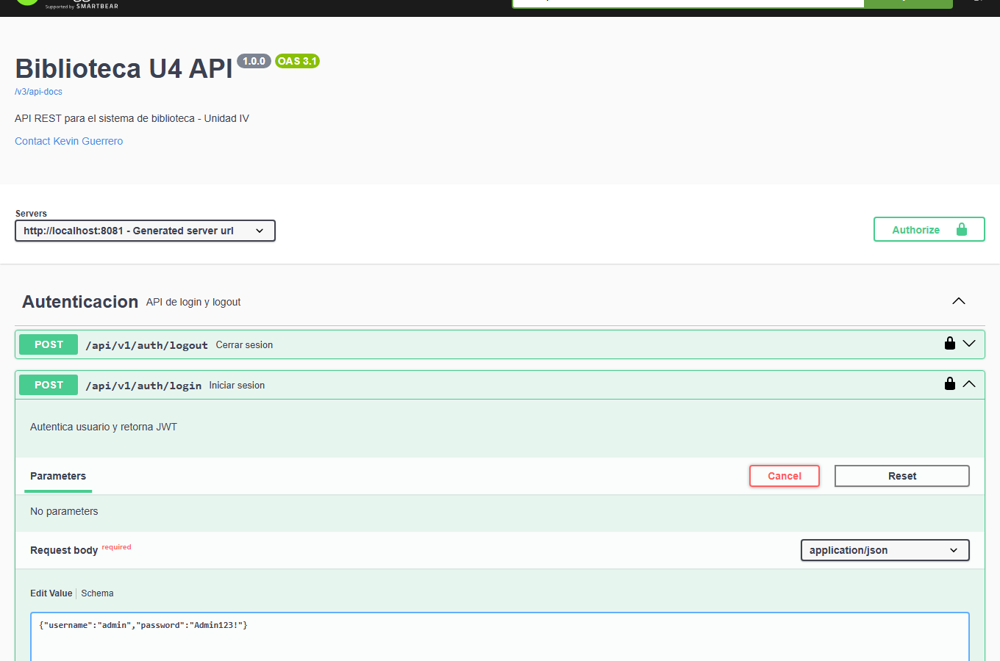 Supported by SMARTBEAR
Biblioteca U4 API 1.0.0 OAS 3.1
/v3/api-docs
API REST para el sistema de biblioteca - Unidad IV
Contact Kevin Guerrero
Servers
http://localhost:8081 - Generated server url
Authorize
Autenticacion API de login y logout
POST /api/v1/auth/logout Cerrar sesion
POST /api/v1/auth/login Iniciar sesion
Autentica usuario y retorna JWT
Parameters
Cancel
Reset
No parameters
Request body required
application/json
Edit Value Schema
{"username":"admin","password":"Admin123!"}